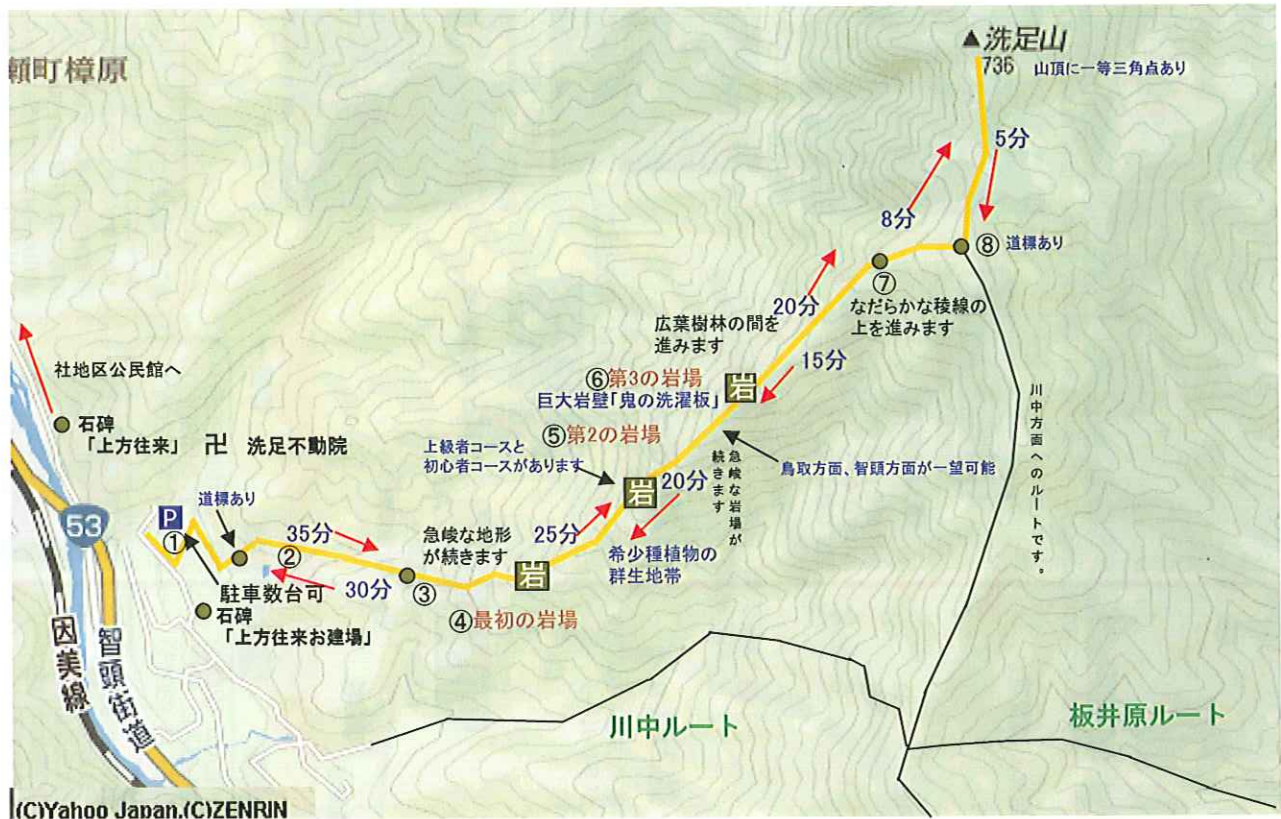 ▲洗足山
736 山頂に一等三角点あり
瀬町樟原
5分
8分
⑧ 道標あり
⑦
なだらかな稜線の
上を進みます
20分
広葉樹林の間を
進みます
15分
社地区公民館へ
⑥第3の岩場
巨大岩壁「鬼の洗濯板」
岩
川中方面へのルートです。
石碑
「上方往来」
卍 洗足不動院
⑤第2の岩場
上級者コースと
初心者コースがあります
急峻な岩場が
続きます
鳥取方面、智頭方面が一望可能
岩
20分
道標あり
53
P
①
②
35分
急峻な地形
が続きます
25分
希少種植物の
群生地帯
岩
駐車数台可
30分
③
④最初の岩場
石碑
「上方往来お建場」
因美線
智頭街道
川中ルート
板井原ルート
(C)Yahoo Japan,(C)ZENRIN